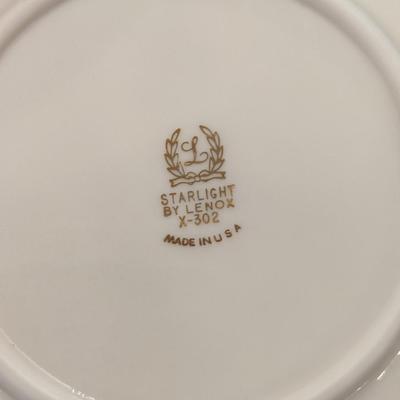 L
STARLIGHT
BY LENOX
X-302
MADE IN U S A